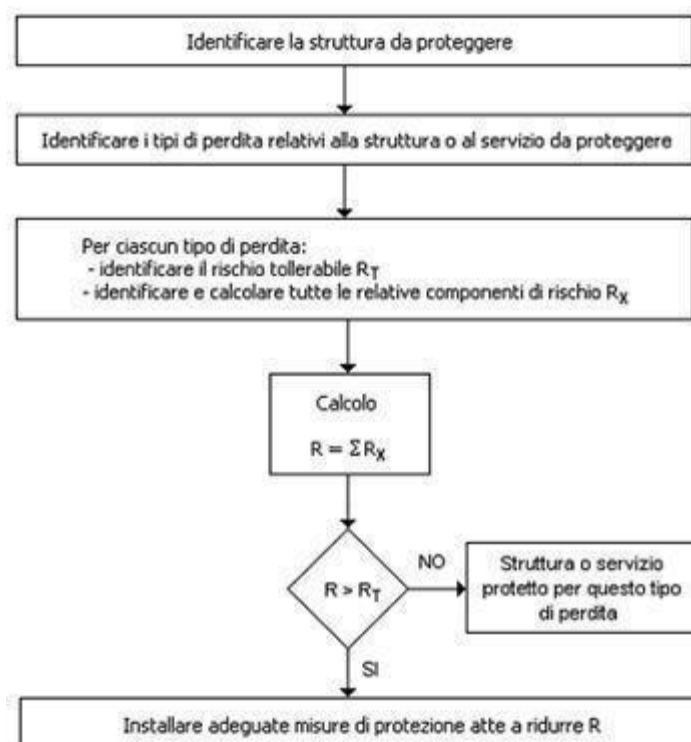 Identificare la struttura da proteggere
Identificare i tipi di perdita relativi alla struttura o al servizio da proteggere
Per ciascun tipo di perdita:
- identificare il rischio tollerabile RT
- identificare e calcolare tutte le relative componenti di rischio RX
Calcolo
R = ΣRX
R > RT
NO
Struttura o servizio
protetto per questo tipo
di perdita
SI
Installare adeguate misure di protezione atte a ridurre R